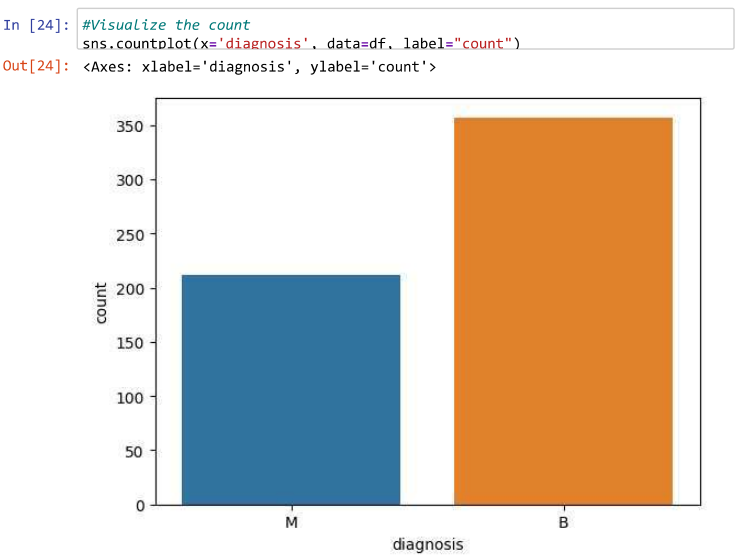 In [24]: #Visualize the count
sns.countplot(x='diagnosis', data=df, label="count")
Out[24]: <Axes: xlabel='diagnosis', ylabel='count'>
350
300
250
200
150
100
50
0
count
M B
diagnosis